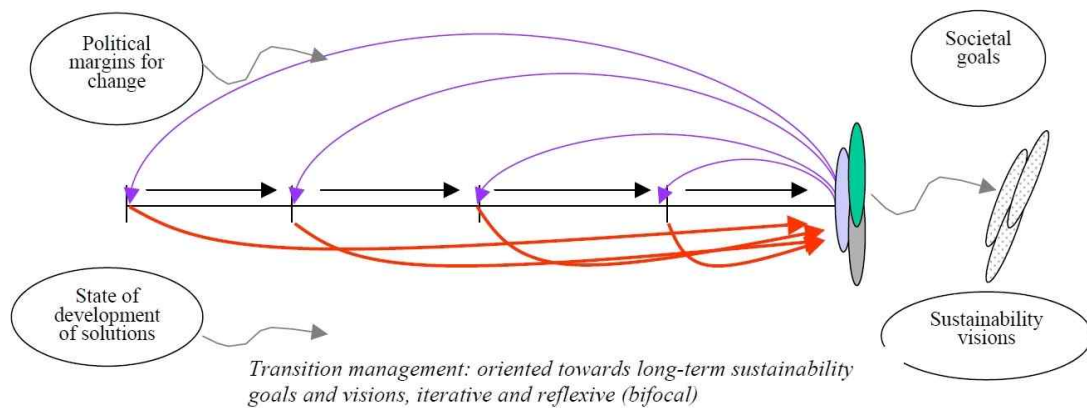 Political
margins for
change
Societal
goals
State of
development
of solutions
Sustainability
visions
Transition management: oriented towards long-term sustainability
goals and visions, iterative and reflexive (bifocal)